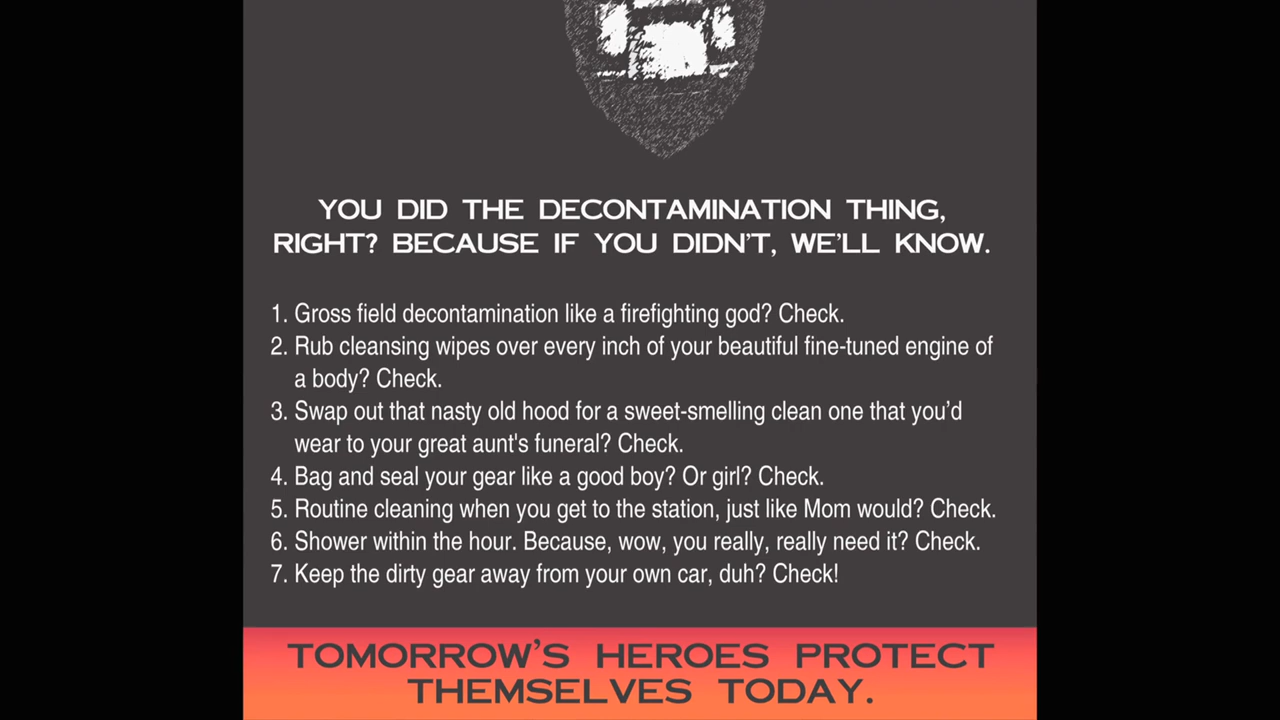 YOU DID THE DECONTAMINATION THING,
RIGHT? BECAUSE IF YOU DIDN'T, WE'LL KNOW.
1. Gross field decontamination like a firefighting god? Check.
2. Rub cleansing wipes over every inch of your beautiful fine-tuned engine of
a body? Check.
3. Swap out that nasty old hood for a sweet-smelling clean one that you'd
wear to your great aunt's funeral? Check.
4. Bag and seal your gear like a good boy? Or girl? Check.
5. Routine cleaning when you get to the station, just like Mom would? Check.
6. Shower within the hour. Because, wow, you really, really need it? Check.
7. Keep the dirty gear away from your own car, duh? Check!
TOMORROW'S HEROES PROTECT
THEMSELVES TODAY.